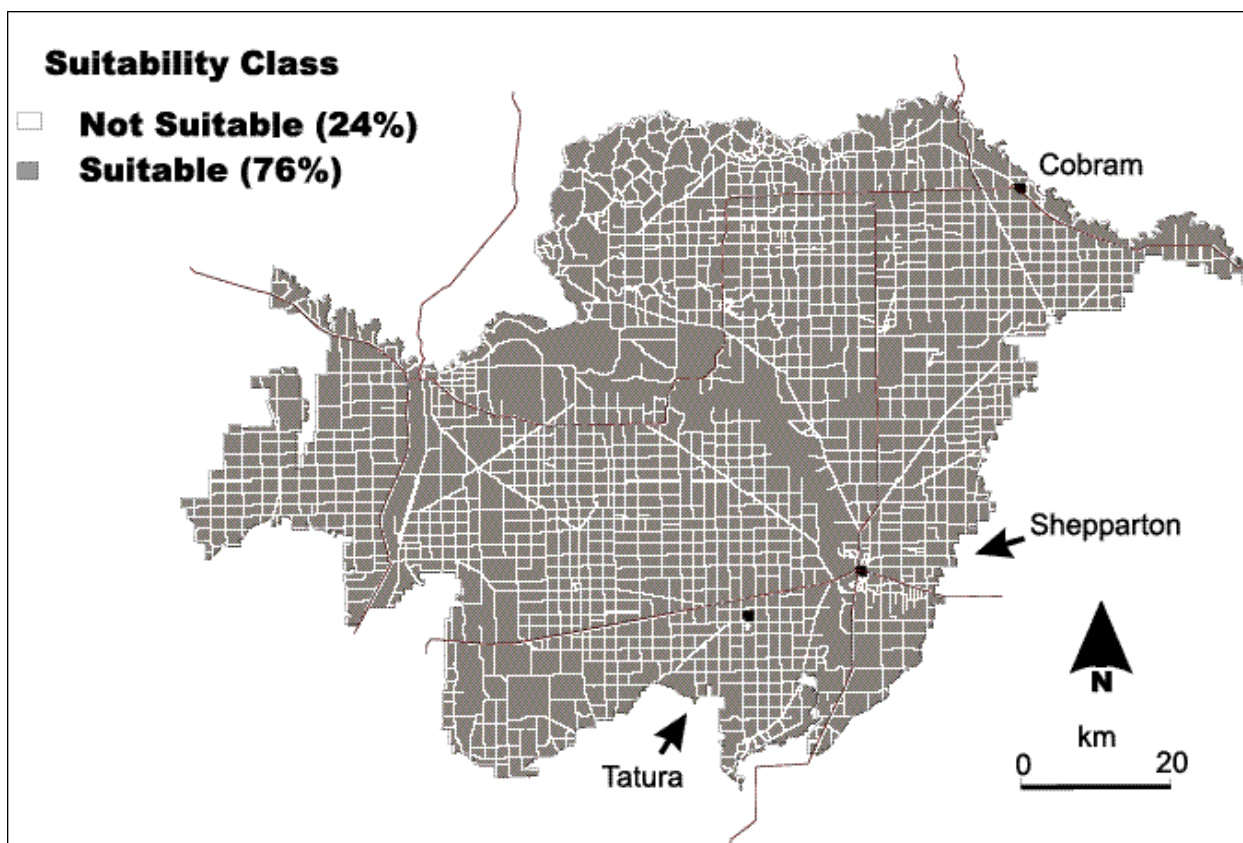 Suitability Class
Not Suitable (24%)
Suitable (76%)
Cobram
Shepparton
Tatura
N
km
0 20